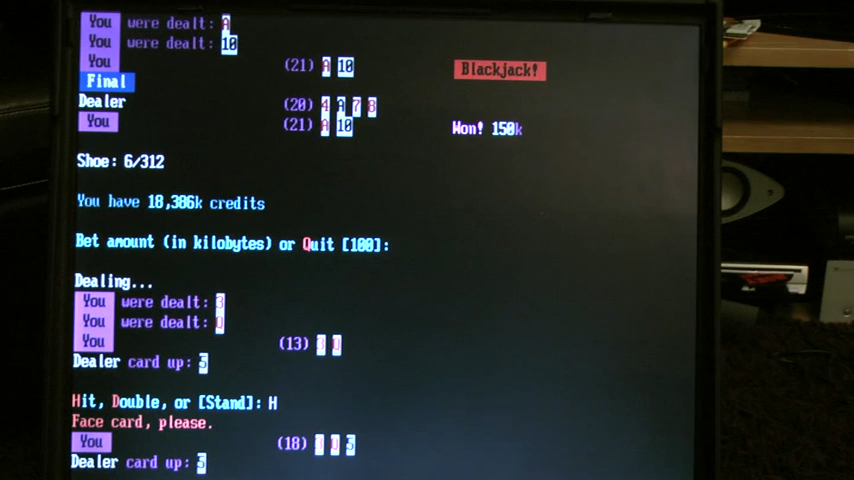 You were dealt: A
You were dealt: 10
You (21) A 10 Blackjack!
Final
Dealer (20) 4 A 7 8
You (21) A 10 Won! 150k
Shoe: 6/312
You have 18,386k credits
Bet amount (in kilobytes) or Quit [100]:
Dealing...
You were dealt: 3
You were dealt: Q
You (13) 3 Q
Dealer card up: 5
Hit, Double, or [Stand]: H
Face card, please.
You (18) 3 Q 5
Dealer card up: 5